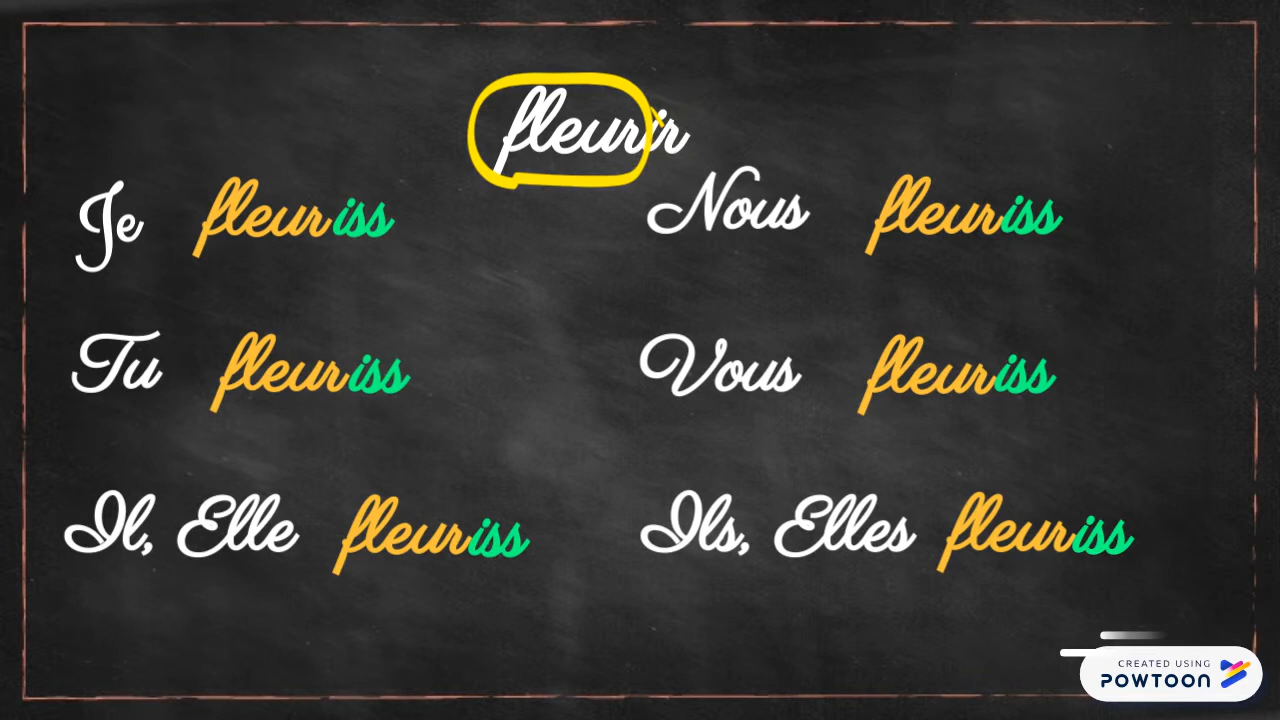 fleurir
Je fleuriss
Nous fleuriss
Tu fleuriss
Vous fleuriss
Il, Elle fleuriss
Ils, Elles fleuriss
CREATED USING
POWTOON